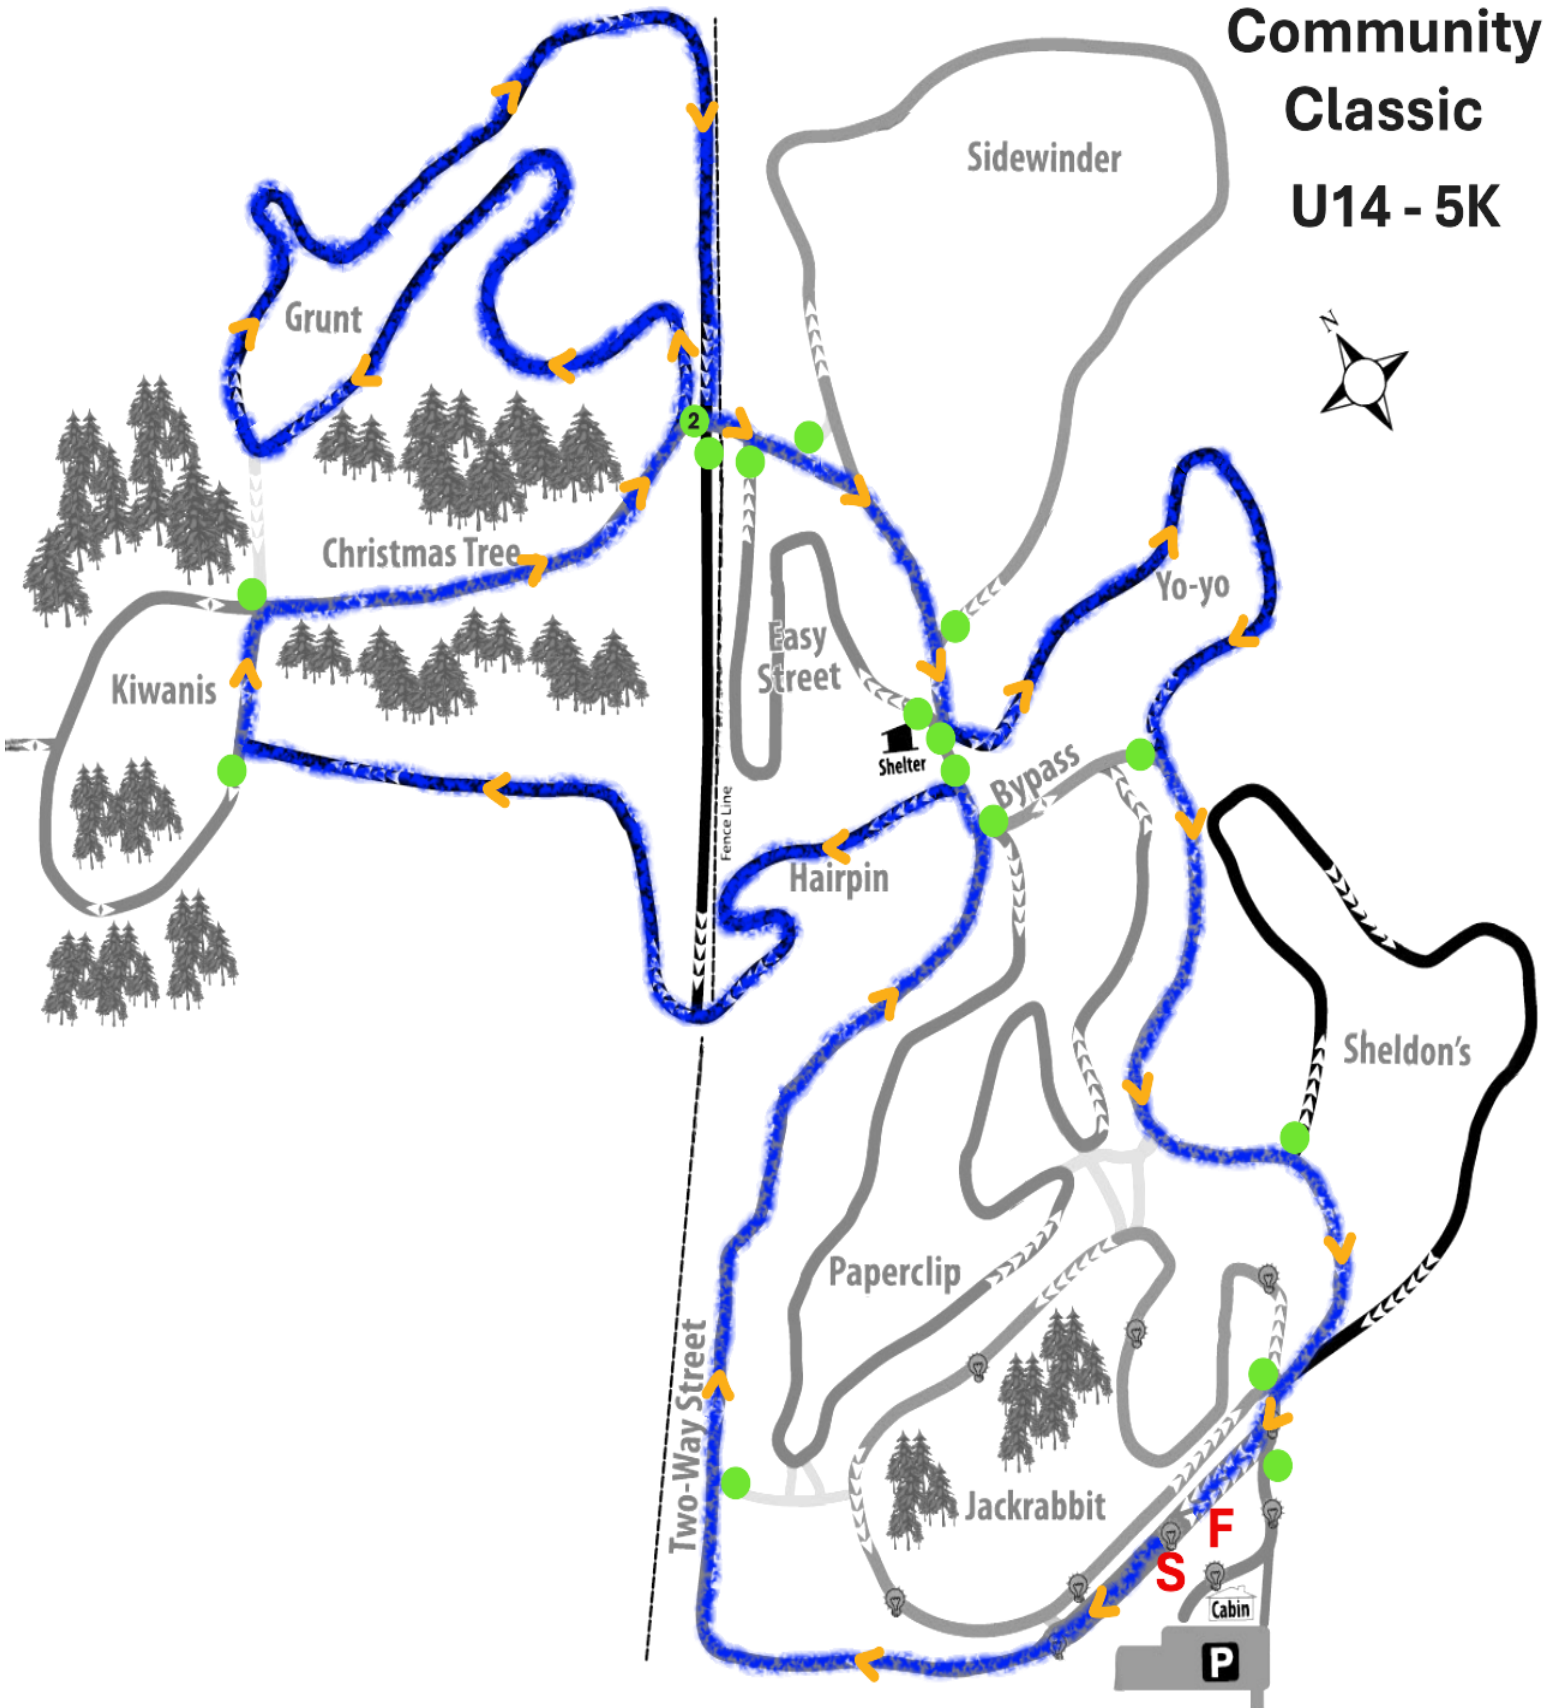 Community
Classic
U14 - 5K
Sidewinder
N
Grunt
2
Christmas Tree
Yo-yo
Easy
Street
Kiwanis
Shelter
Bypass
Fence Line
Hairpin
Sheldon's
Paperclip
Two-Way Street
Jackrabbit
F
S
Cabin
P